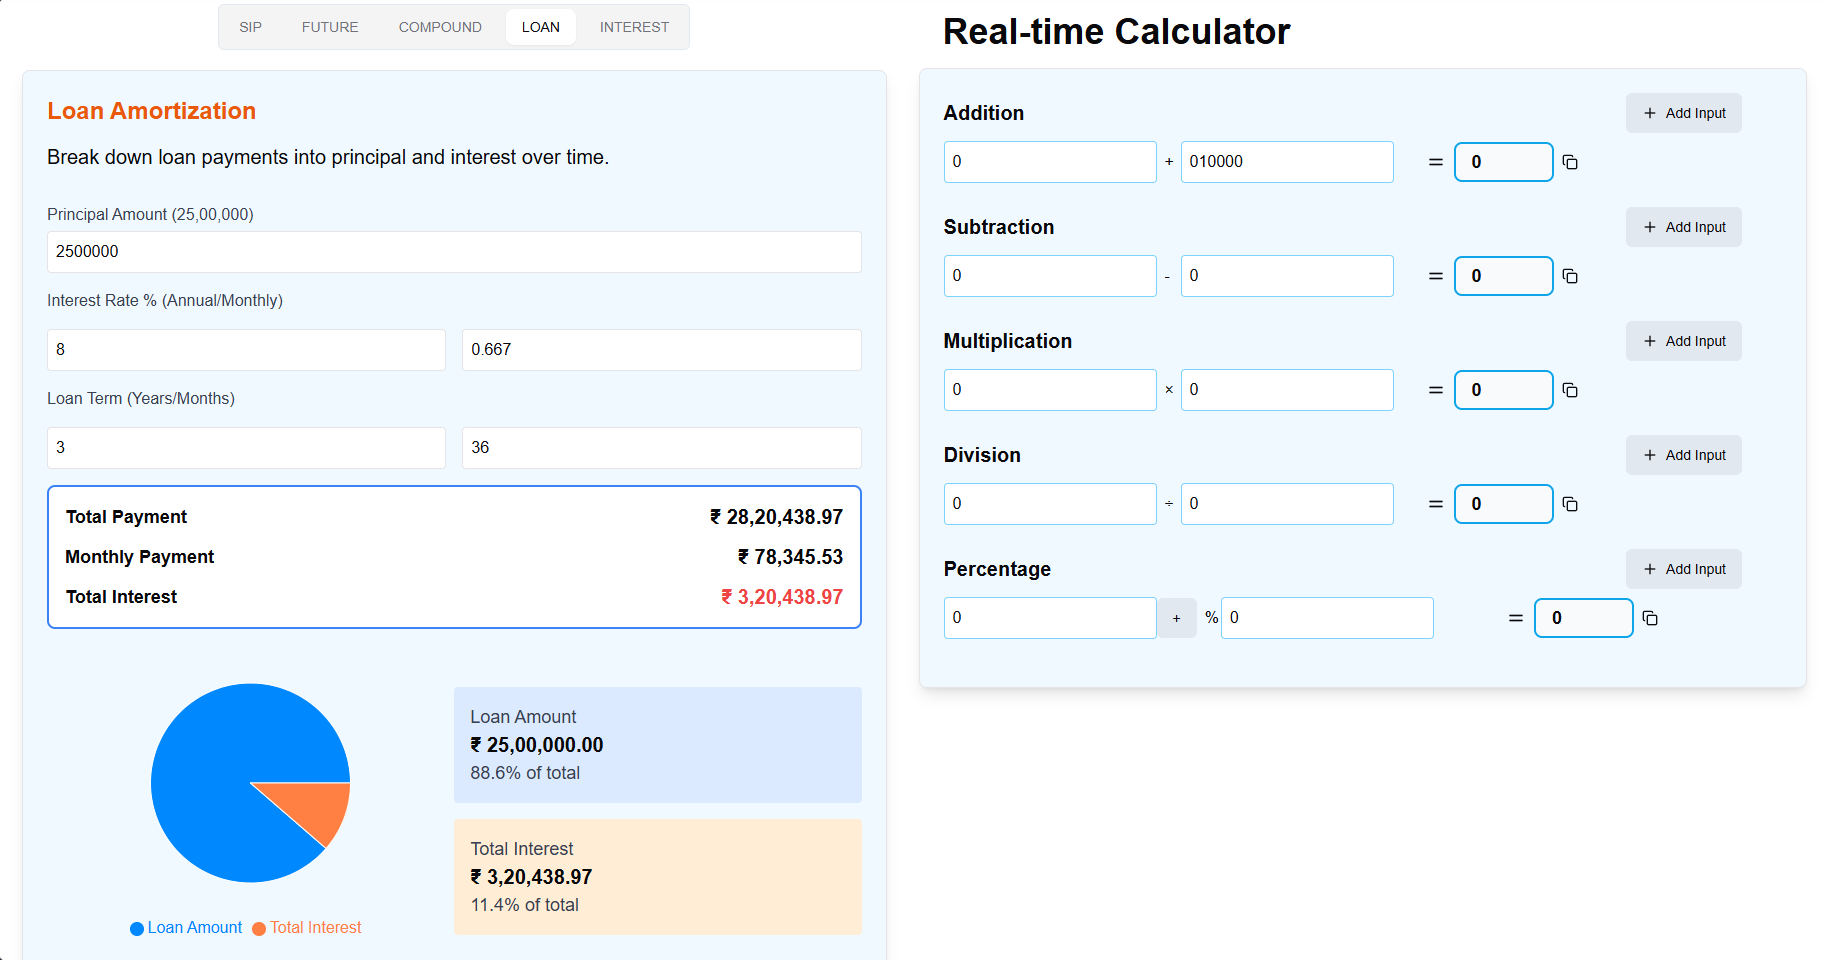 SIP FUTURE COMPOUND LOAN INTEREST
Loan Amortization
Break down loan payments into principal and interest over time.
Principal Amount (25,00,000)
2500000
Interest Rate % (Annual/Monthly)
8 0.667
Loan Term (Years/Months)
3 36
Total Payment ₹ 28,20,438.97
Monthly Payment ₹ 78,345.53
Total Interest ₹ 3,20,438.97
Loan Amount Total Interest
Loan Amount
₹ 25,00,000.00
88.6% of total
Total Interest
₹ 3,20,438.97
11.4% of total
Real-time Calculator
Addition + Add Input
0 + 010000 = 0
Subtraction + Add Input
0 - 0 = 0
Multiplication + Add Input
0 × 0 = 0
Division + Add Input
0 ÷ 0 = 0
Percentage + Add Input
0 + % 0 = 0